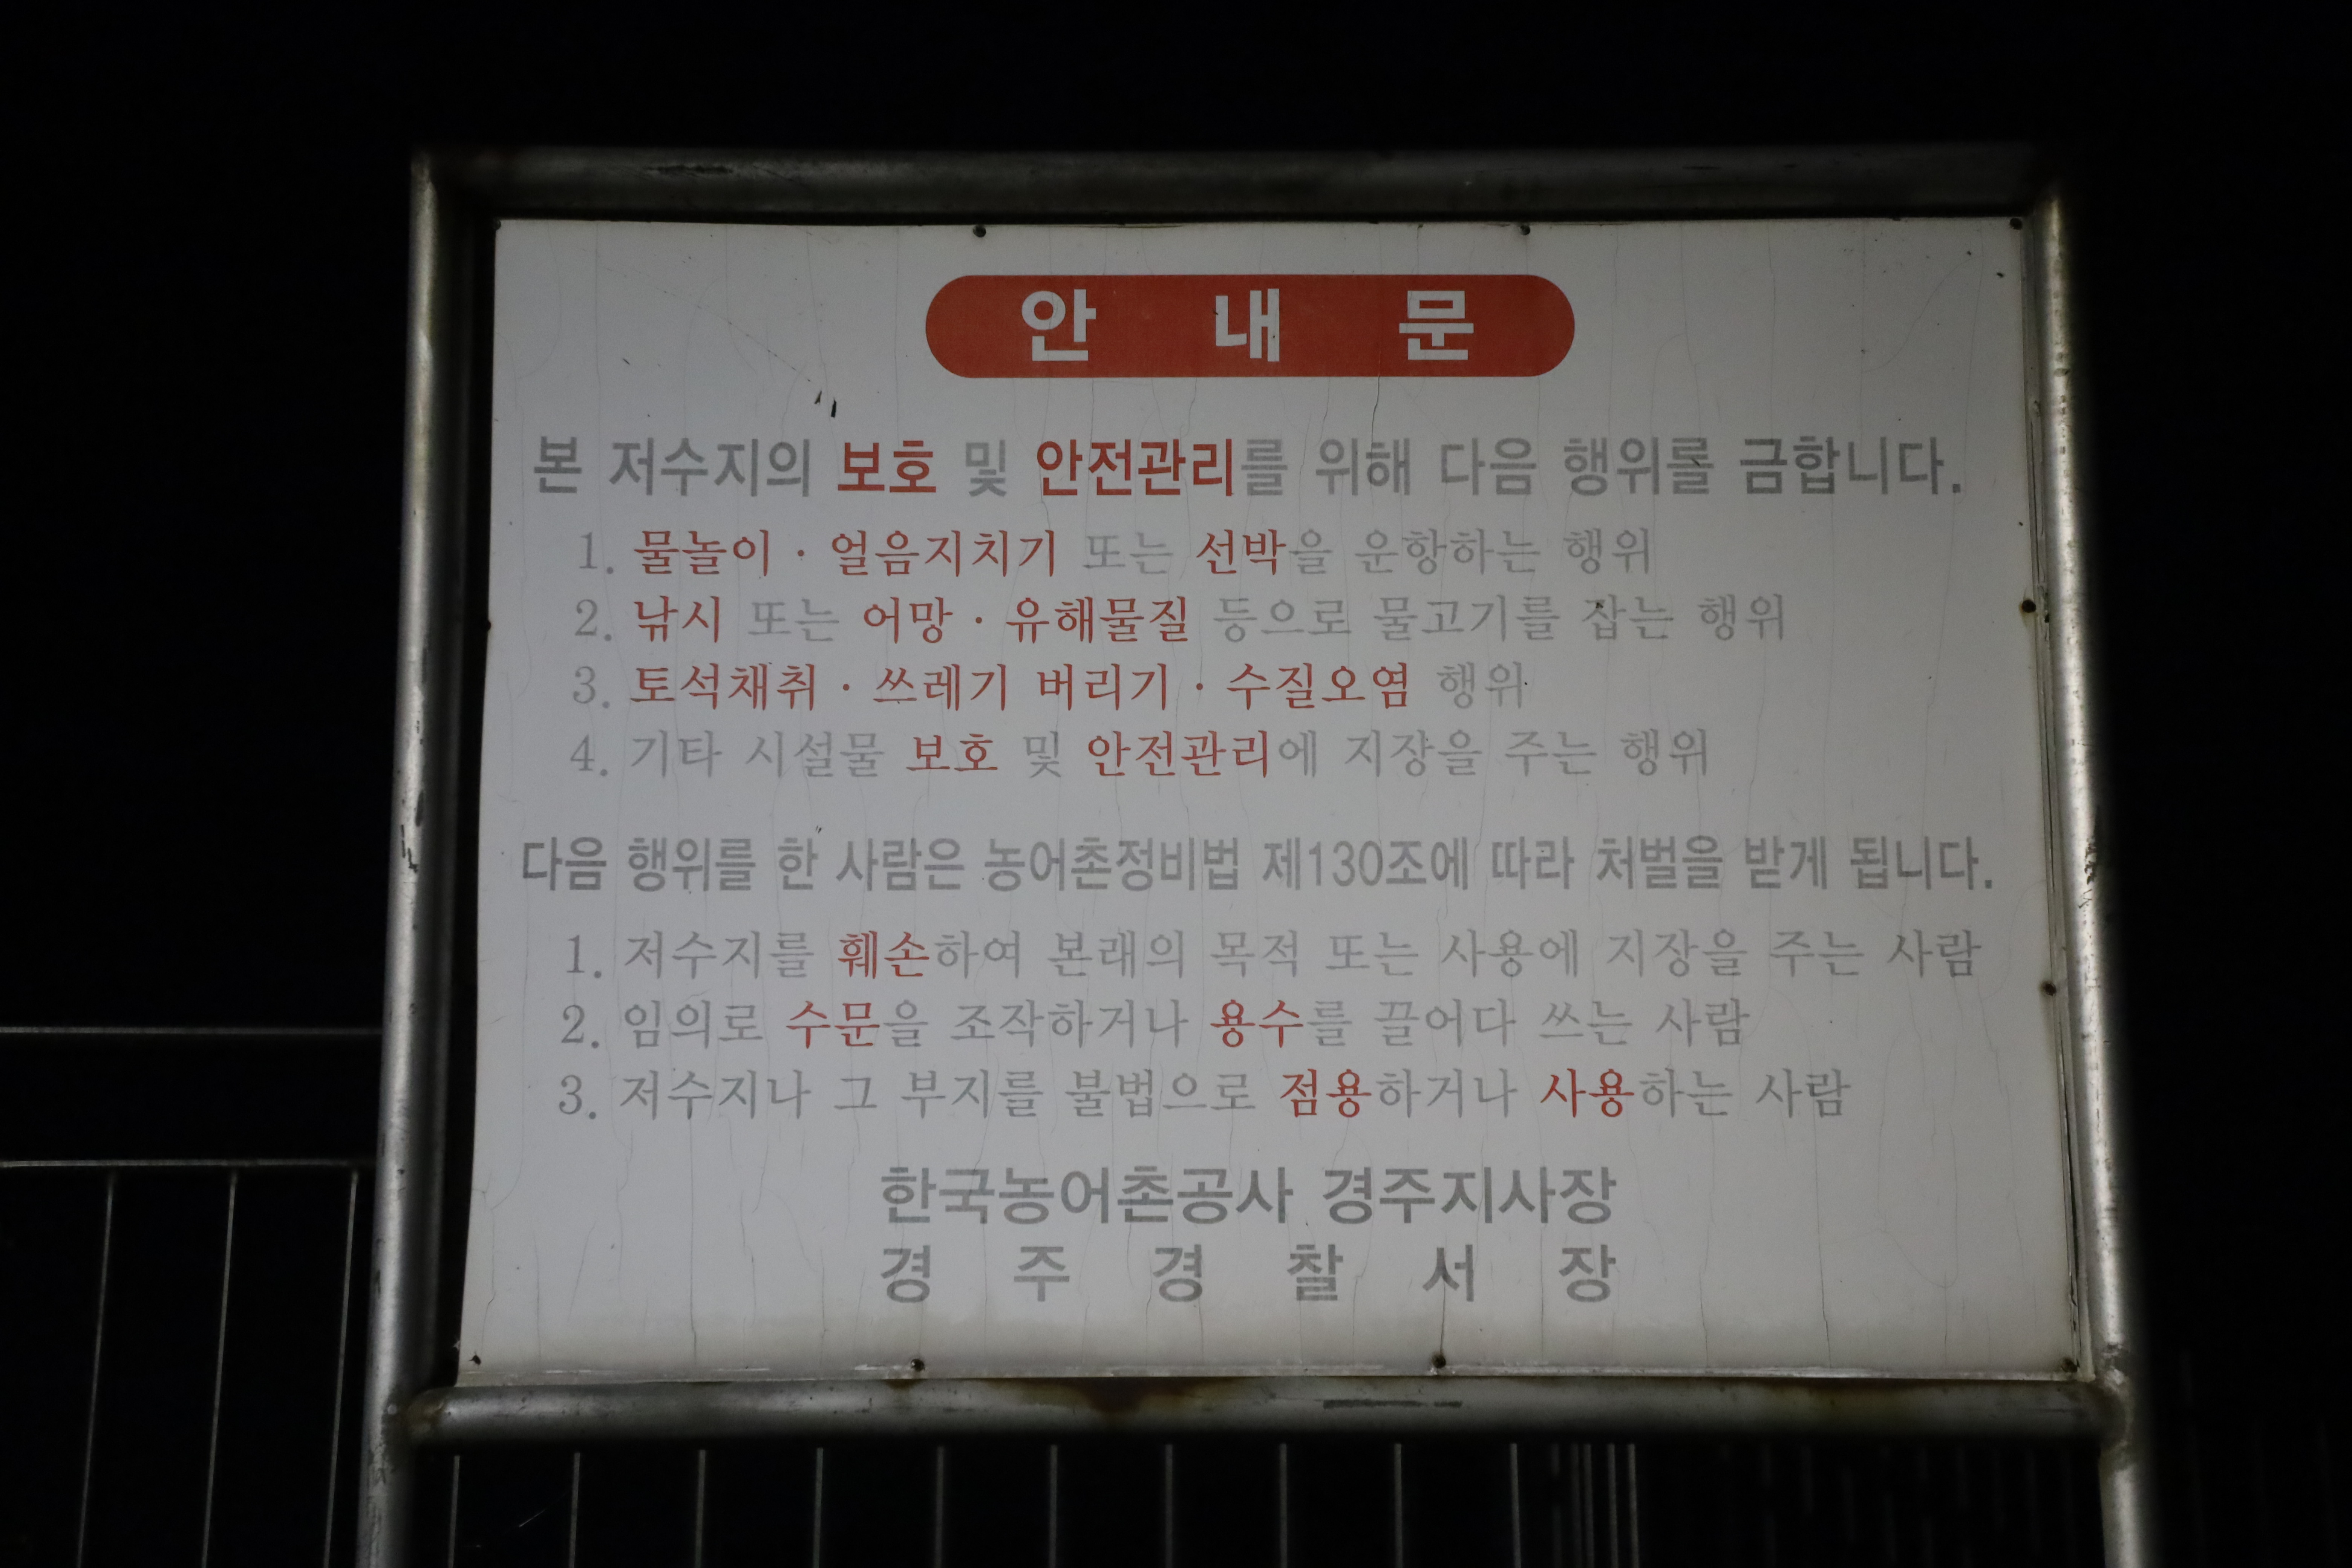 안 내 문
본 저수지의 보호 및 안전관리를 위해 다음 행위를 금합니다.
1. 물놀이 · 얼음지치기 또는 선박을 운항하는 행위
2. 낚시 또는 어망 · 유해물질 등으로 물고기를 잡는 행위
3. 토석채취 · 쓰레기 버리기 · 수질오염 행위
4. 기타 시설물 보호 및 안전관리에 지장을 주는 행위
다음 행위를 한 사람은 농어촌정비법 제130조에 따라 처벌을 받게 됩니다.
1. 저수지를 훼손하여 본래의 목적 또는 사용에 지장을 주는 사람
2. 임의로 수문을 조작하거나 용수를 끌어다 쓰는 사람
3. 저수지나 그 부지를 불법으로 점용하거나 사용하는 사람
한국농어촌공사 경주지사장
경 주 경 찰 서 장